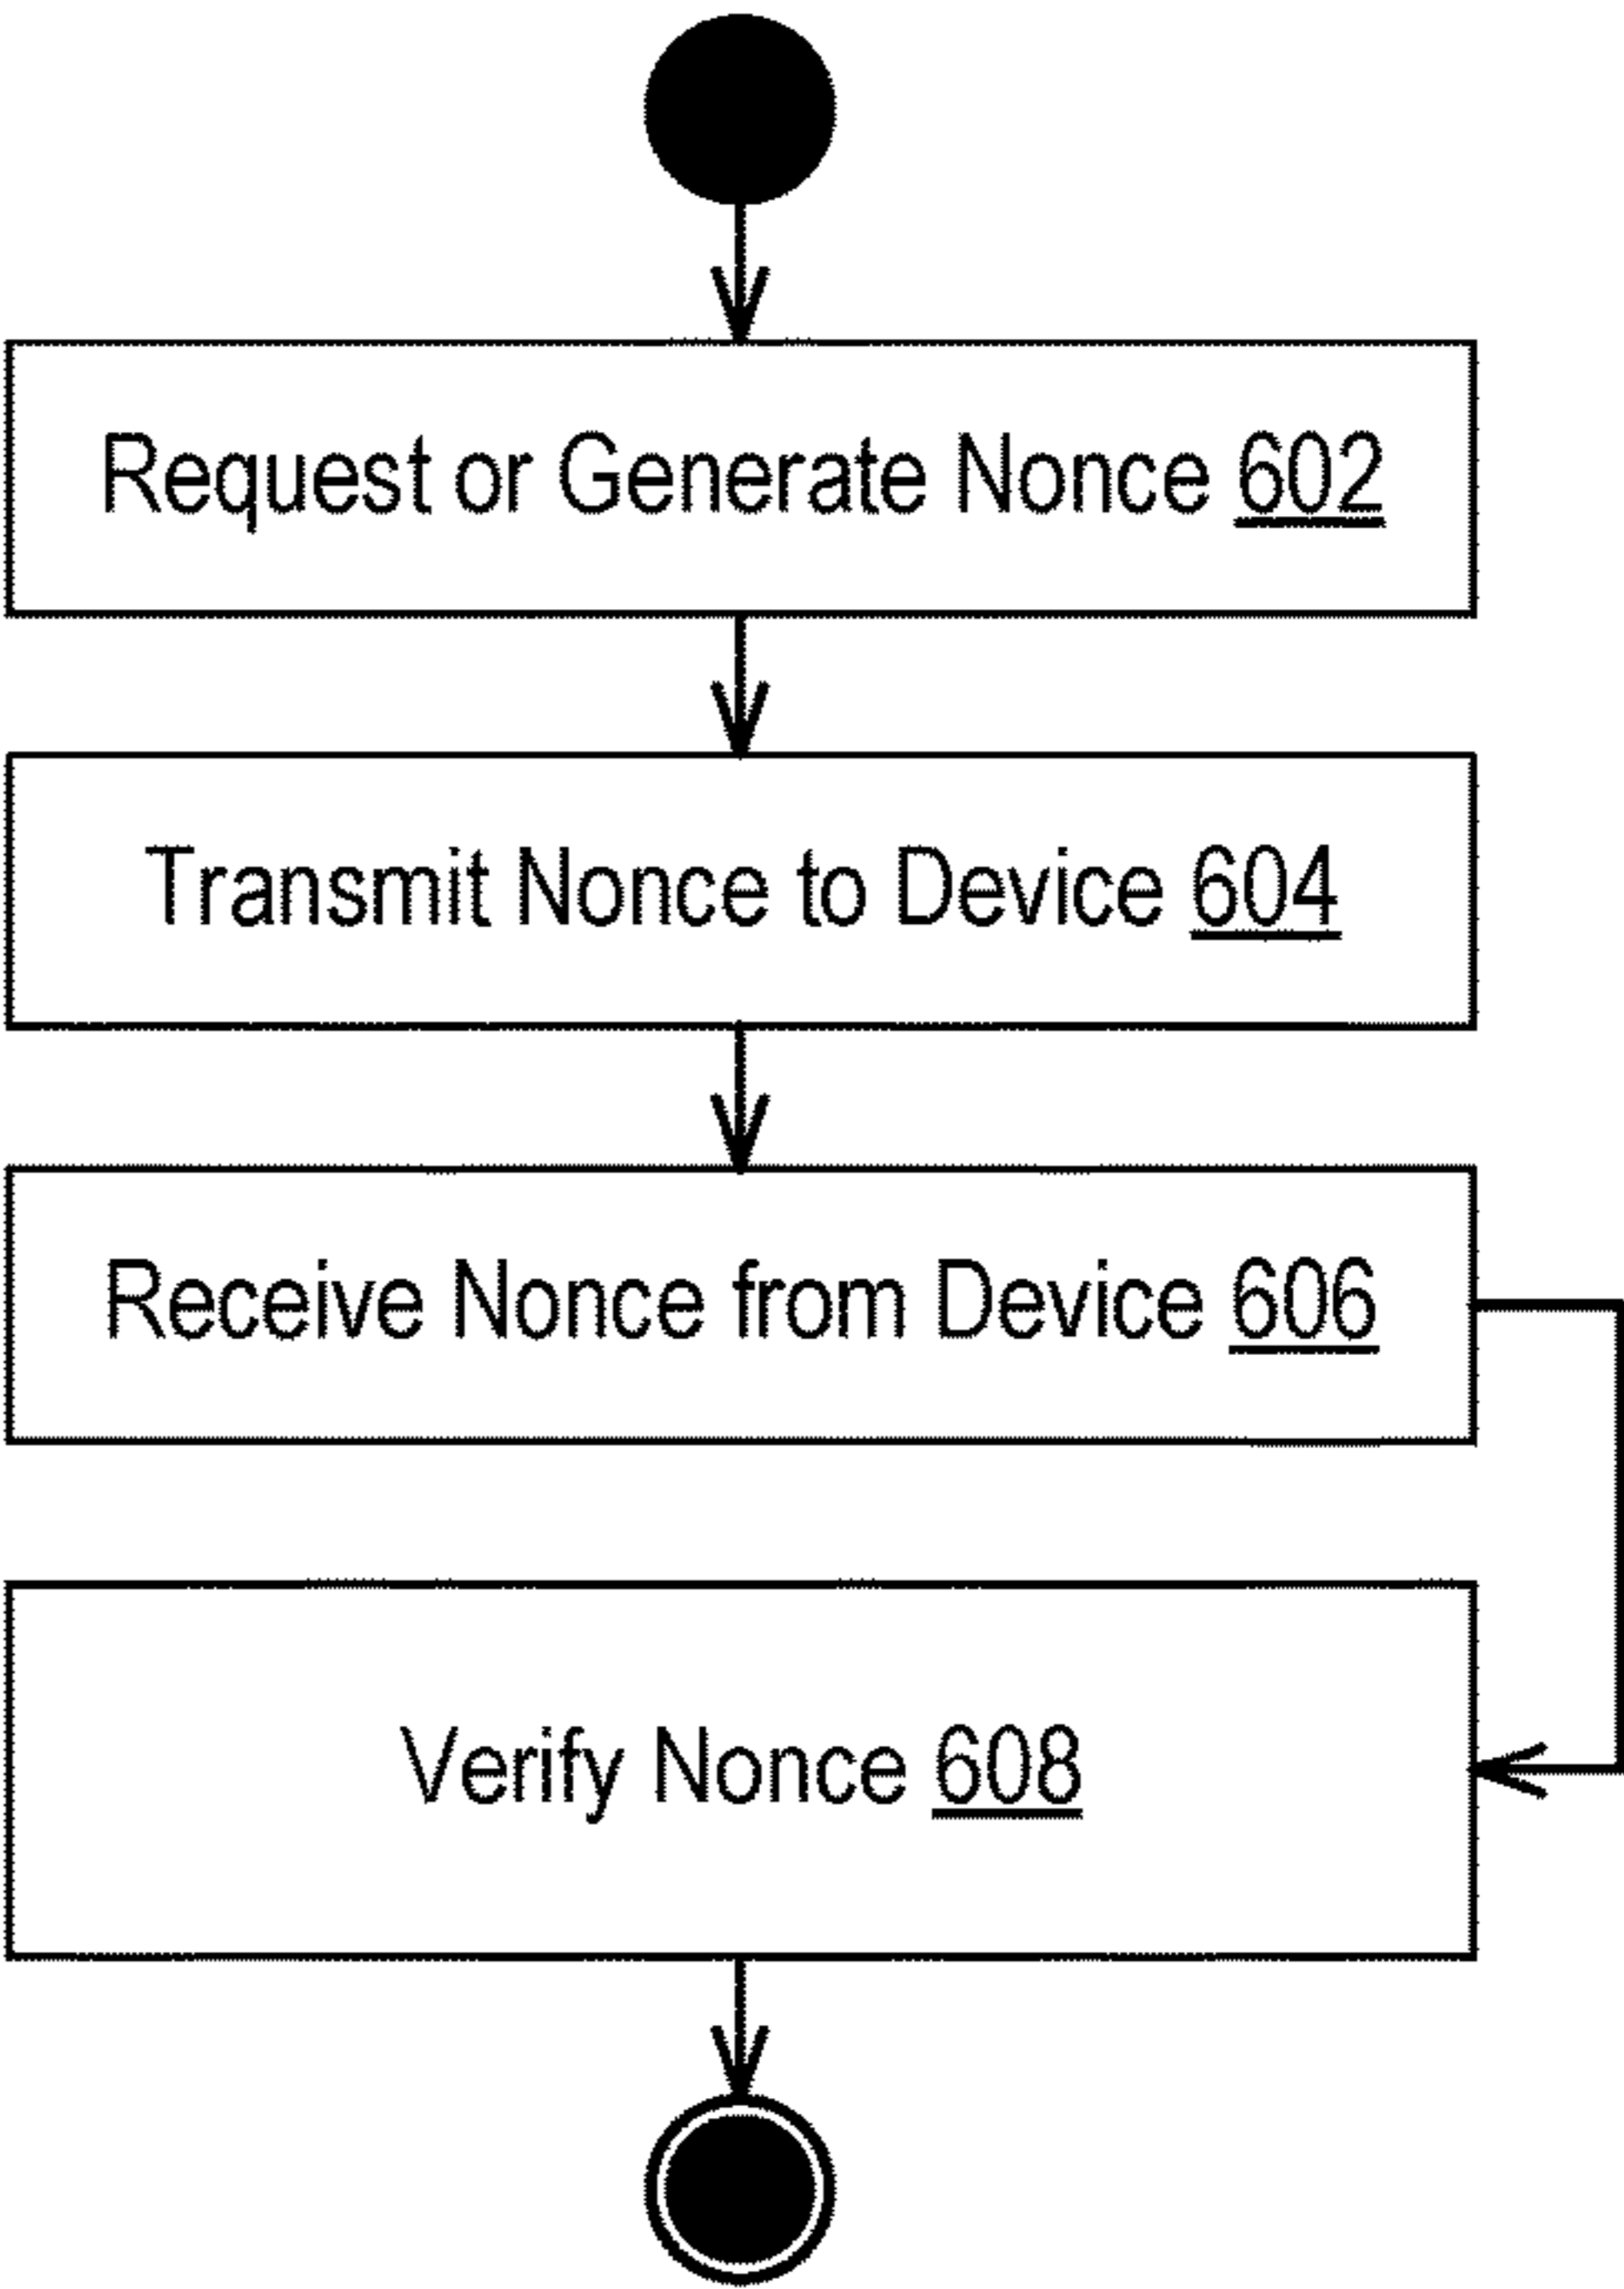 Request or Generate Nonce 602
Transmit Nonce to Device 604
Receive Nonce from Device 606
Verify Nonce 608